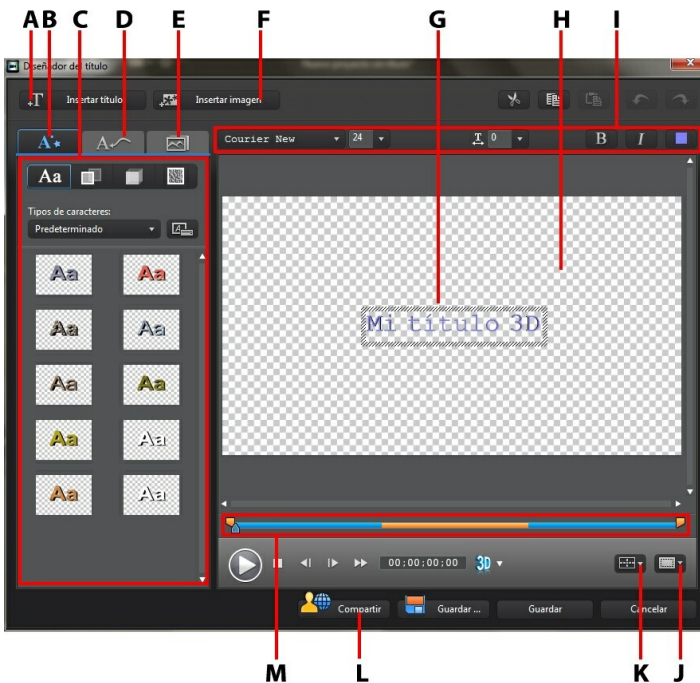 A B C D E F G H I
Diseñador del título
T Insertar título Insertar imagen
A A Courier New 24 T 0 B I
Aa
Tipos de caracteres:
Predeterminado A
Aa Aa
Aa Aa
Aa Aa
Aa Aa
Aa Aa
Mi título 3D
00;00;00;00 3D
Compartir Guardar ... Guardar Cancelar
M L K J